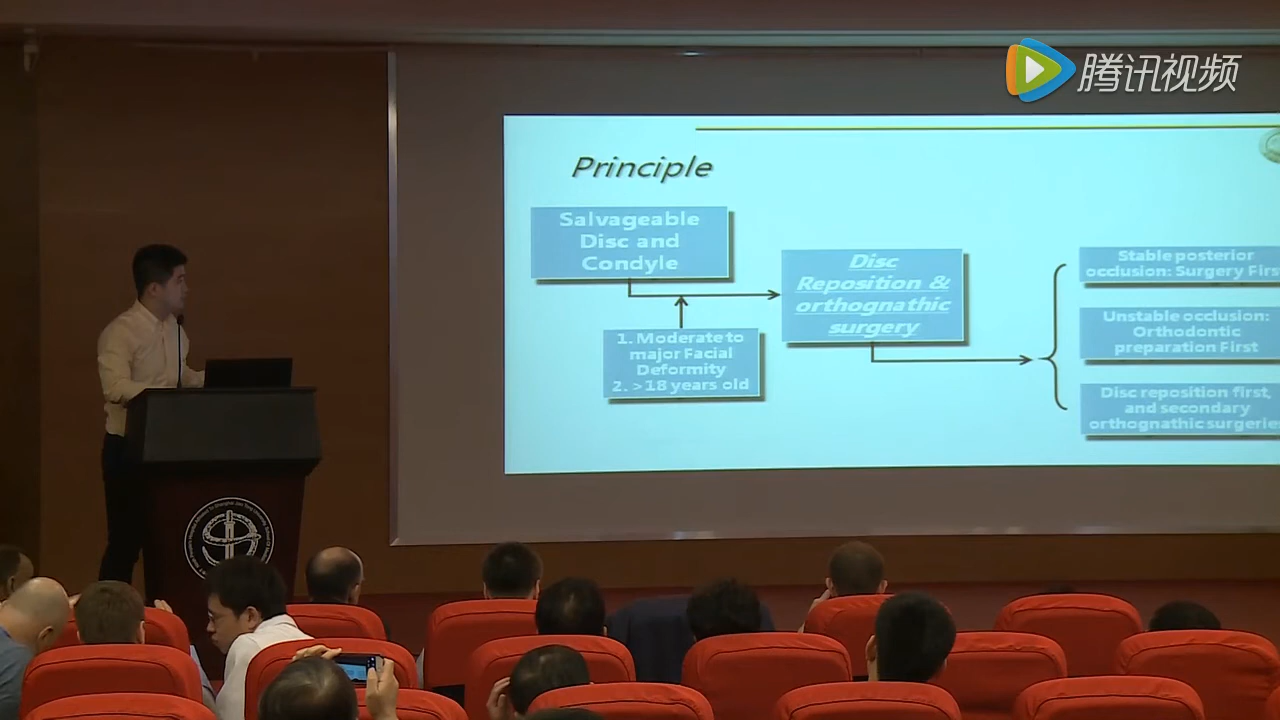 腾讯视频
Principle
Salvageable
Disc and
Condyle
1. Moderate to
major Facial
Deformity
2. >18 years old
Disc
Reposition &
orthognathic
surgery
Stable posterior
occlusion: Surgery Firs
Unstable occlusion:
Orthodontic
preparation First
Disc reposition first,
and secondary
orthognathic surgeries